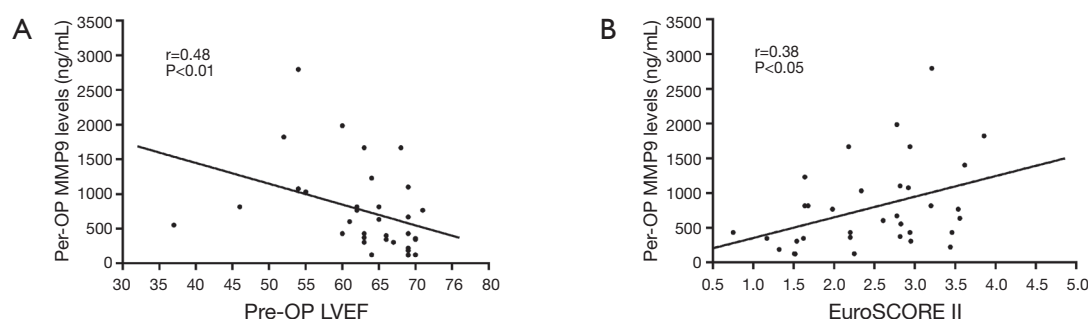 A
Per-OP MMP9 levels (ng/mL)
3500
3000
2500
2000
1500
1000
500
0
r=0.48
P<0.01
30 35 40 45 50 55 60 65 70 76 80
Pre-OP LVEF
B
Per-OP MMP9 levels (ng/mL)
3500
3000
2500
2000
1500
1000
500
0
r=0.38
P<0.05
0.5 1.0 1.5 2.0 2.5 3.0 3.5 4.0 4.5 5.0
EuroSCORE II